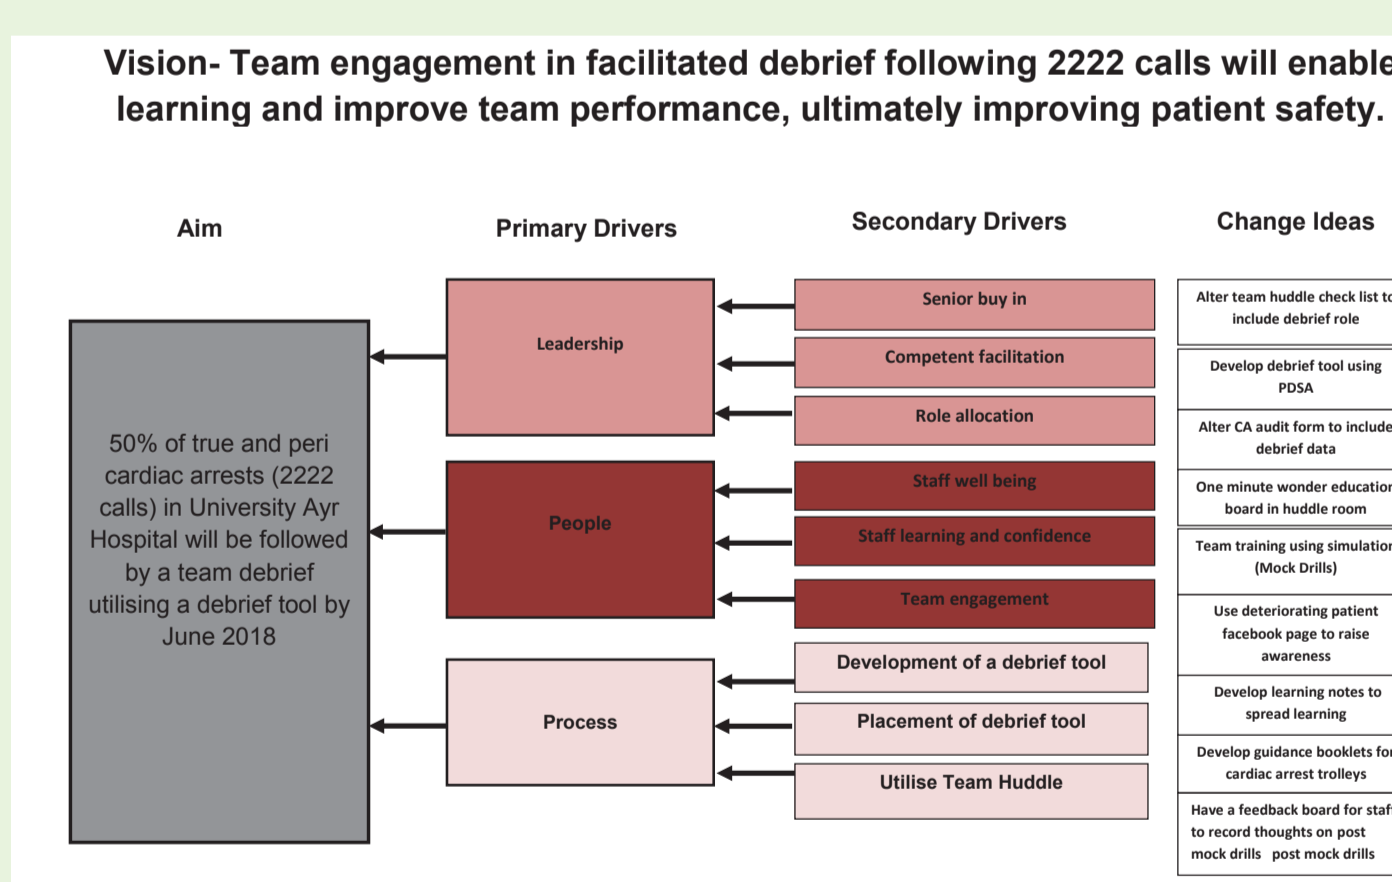 Vision- Team engagement in facilitated debrief following 2222 calls will enable
learning and improve team performance, ultimately improving patient safety.
Aim
Primary Drivers
Secondary Drivers
Change Ideas
50% of true and peri
cardiac arrests (2222
calls) in University Ayr
Hospital will be followed
by a team debrief
utilising a debrief tool by
June 2018
Leadership
People
Process
Senior buy in
Competent facilitation
Role allocation
Staff well being
Staff learning and confidence
Team engagement
Development of a debrief tool
Placement of debrief tool
Utilise Team Huddle
Alter team huddle check list to
include debrief role
Develop debrief tool using
PDSA
Alter CA audit form to include
debrief data
One minute wonder education
board in huddle room
Team training using simulation
(Mock Drills)
Use deteriorating patient
facebook page to raise
awareness
Develop learning notes to
spread learning
Develop guidance booklets for
cardiac arrest trolleys
Have a feedback board for staff
to record thoughts on post
mock drills post mock drills